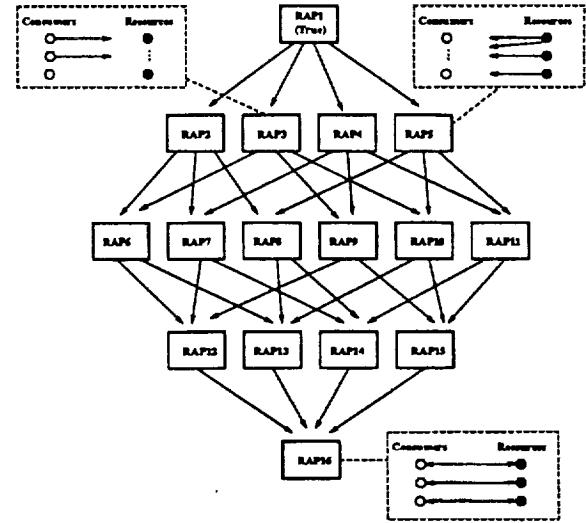 Consumers Resources
RAP1
(True)
Consumers Resources
RAP2 RAP3 RAP4 RAP5
RAP6 RAP7 RAP8 RAP9 RAP10 RAP11
RAP12 RAP13 RAP14 RAP15
RAP16
Consumers Resources